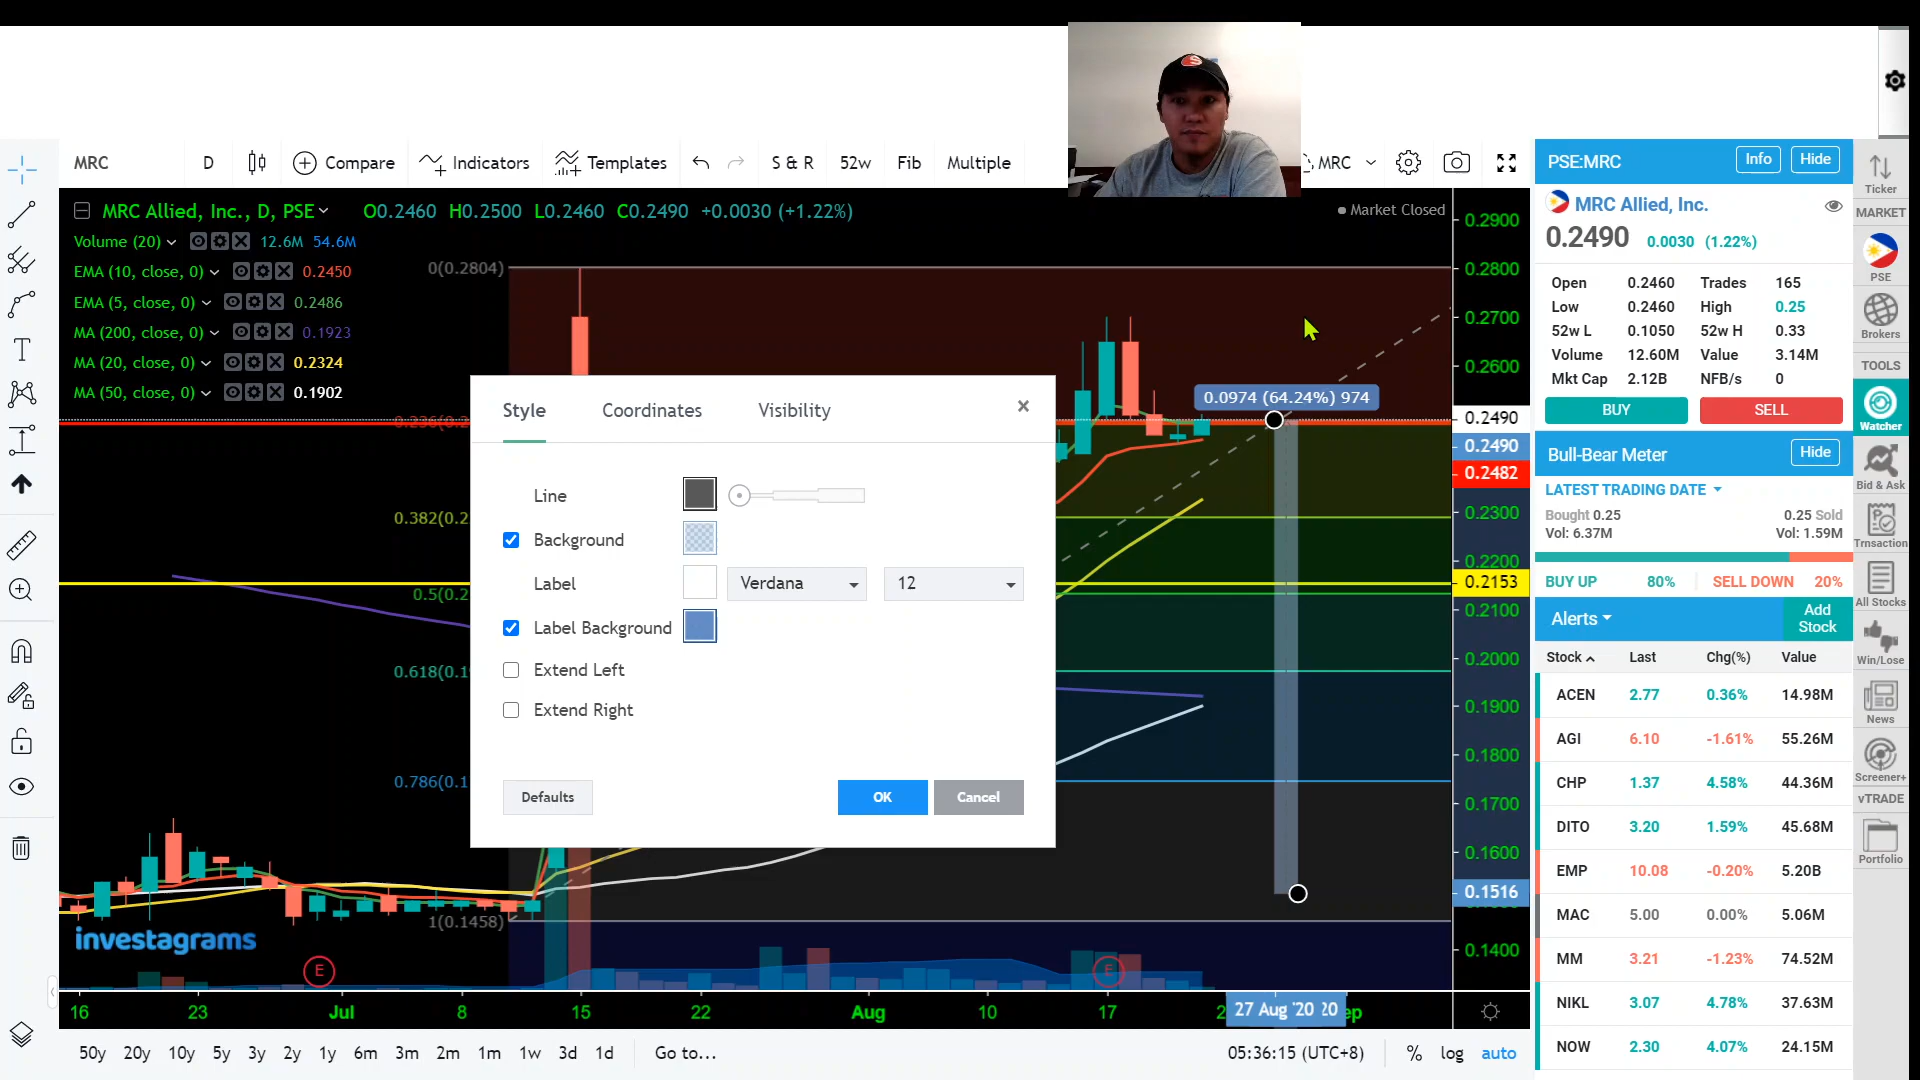 MRC
D
Compare
Indicators
Templates
S & R
52w
Fib
Multiple
MRC
MRC Allied, Inc., D, PSE
O0.2460 H0.2500 L0.2460 C0.2490 +0.0030 (+1.22%)
Market Closed
Volume (20) 12.6M 54.6M
EMA (10, close, 0) 0.2450
EMA (5, close, 0) 0.2486
MA (200, close, 0) 0.1923
MA (20, close, 0) 0.2324
MA (50, close, 0) 0.1902
0(0.2804)
0.382(0.2
0.5(0.2
0.618(0.1
0.786(0.1
1(0.1458)
Style
Coordinates
Visibility
Line
Background
Label
Verdana
12
Label Background
Extend Left
Extend Right
Defaults
OK
Cancel
0.0974 (64.24%) 974
investagrams
E
E
0.2900
0.2800
0.2700
0.2600
0.2490
0.2490
0.2482
0.2300
0.2200
0.2153
0.2100
0.2000
0.1900
0.1800
0.1700
0.1600
0.1516
0.1400
16 23 Jul 8 15 22 Aug 10 17 27 Aug '20
50y 20y 10y 5y 3y 2y 1y 6m 3m 2m 1m 1w 3d 1d Go to...
05:36:15 (UTC+8) % log auto
PSE:MRC Info Hide
MRC Allied, Inc.
0.2490 0.0030 (1.22%)
Open 0.2460 Trades 165
Low 0.2460 High 0.25
52w L 0.1050 52w H 0.33
Volume 12.60M Value 3.14M
Mkt Cap 2.12B NFB/s 0
BUY SELL
Bull-Bear Meter Hide
LATEST TRADING DATE
Bought 0.25 0.25 Sold
Vol: 6.37M Vol: 1.59M
BUY UP 80% SELL DOWN 20%
Alerts Add Stock
Stock Last Chg(%) Value
ACEN 2.77 0.36% 14.98M
AGI 6.10 -1.61% 55.26M
CHP 1.37 4.58% 44.36M
DITO 3.20 1.59% 45.68M
EMP 10.08 -0.20% 5.20B
MAC 5.00 0.00% 5.06M
MM 3.21 -1.23% 74.52M
NIKL 3.07 4.78% 37.63M
NOW 2.30 4.07% 24.15M
Ticker
MARKET
PSE
Brokers
TOOLS
Watcher
Bid & Ask
Trnsaction
All Stocks
Win/Lose
News
Screener+
vTRADE
Portfolio